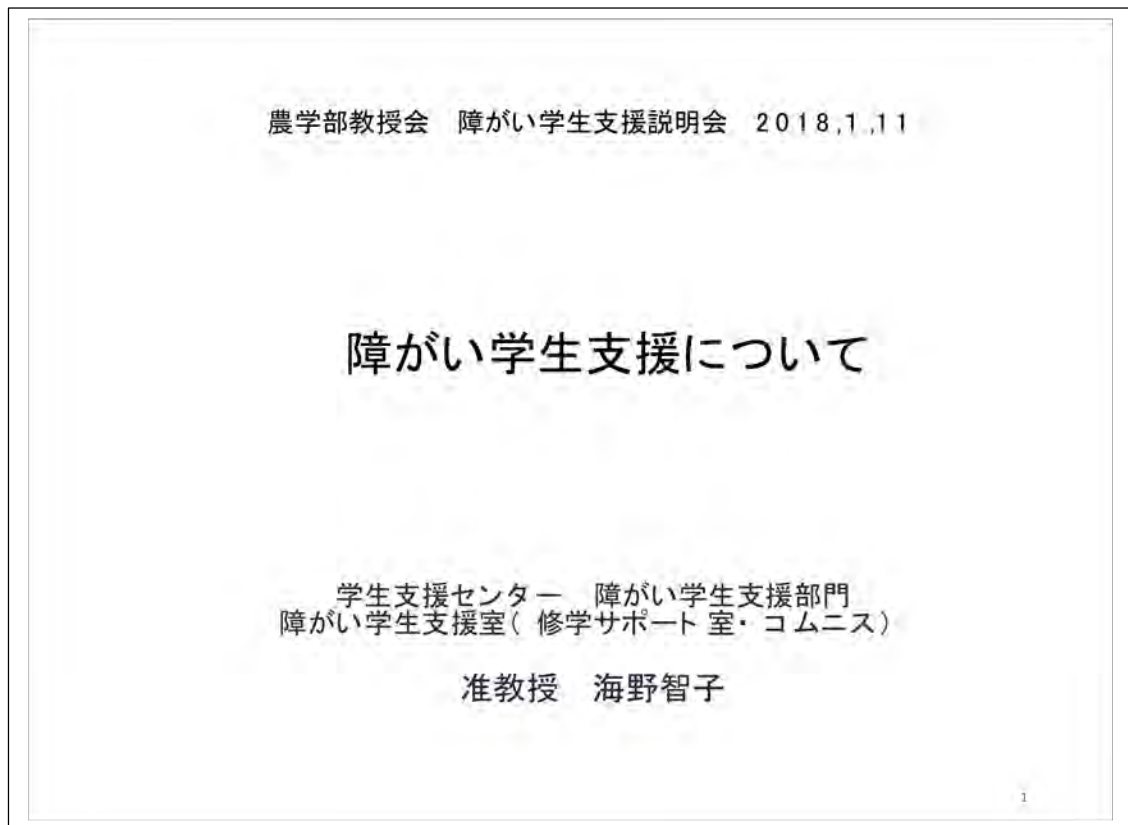 農学部教授会　障がい学生支援説明会　２０１８,１,１１
障がい学生支援について
学生支援センター　障がい学生支援部門
障がい学生支援室( 修学サポート 室・ コムニス)
准教授　海野智子
1